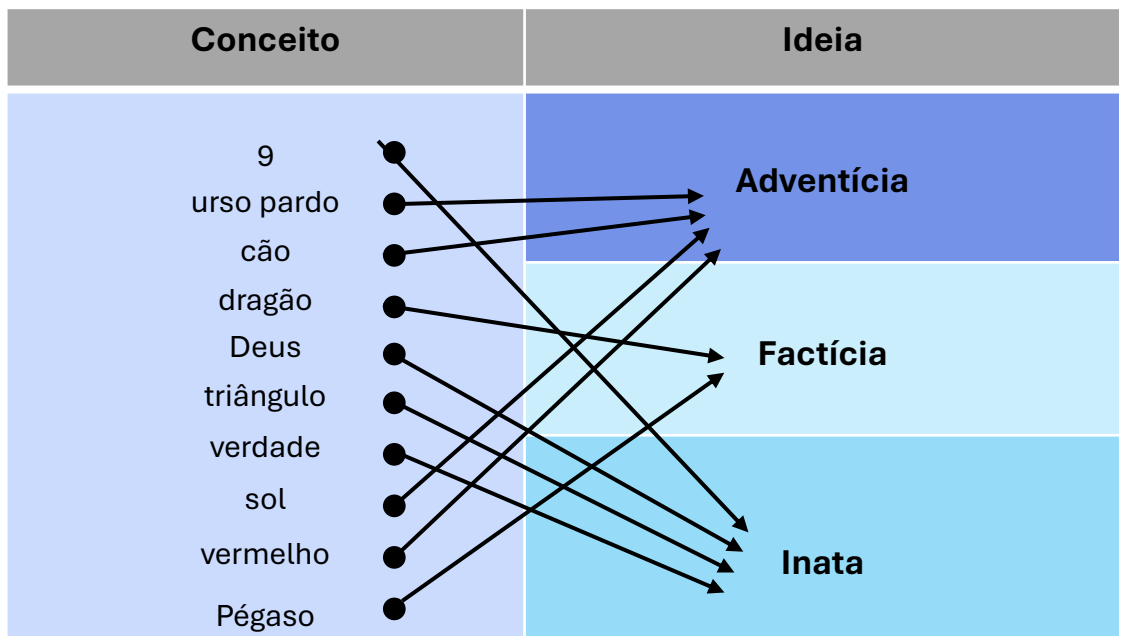 Conceito
Ideia
9
urso pardo
cão
dragão
Deus
triângulo
verdade
sol
vermelho
Pégaso
Adventícia
Factícia
Inata